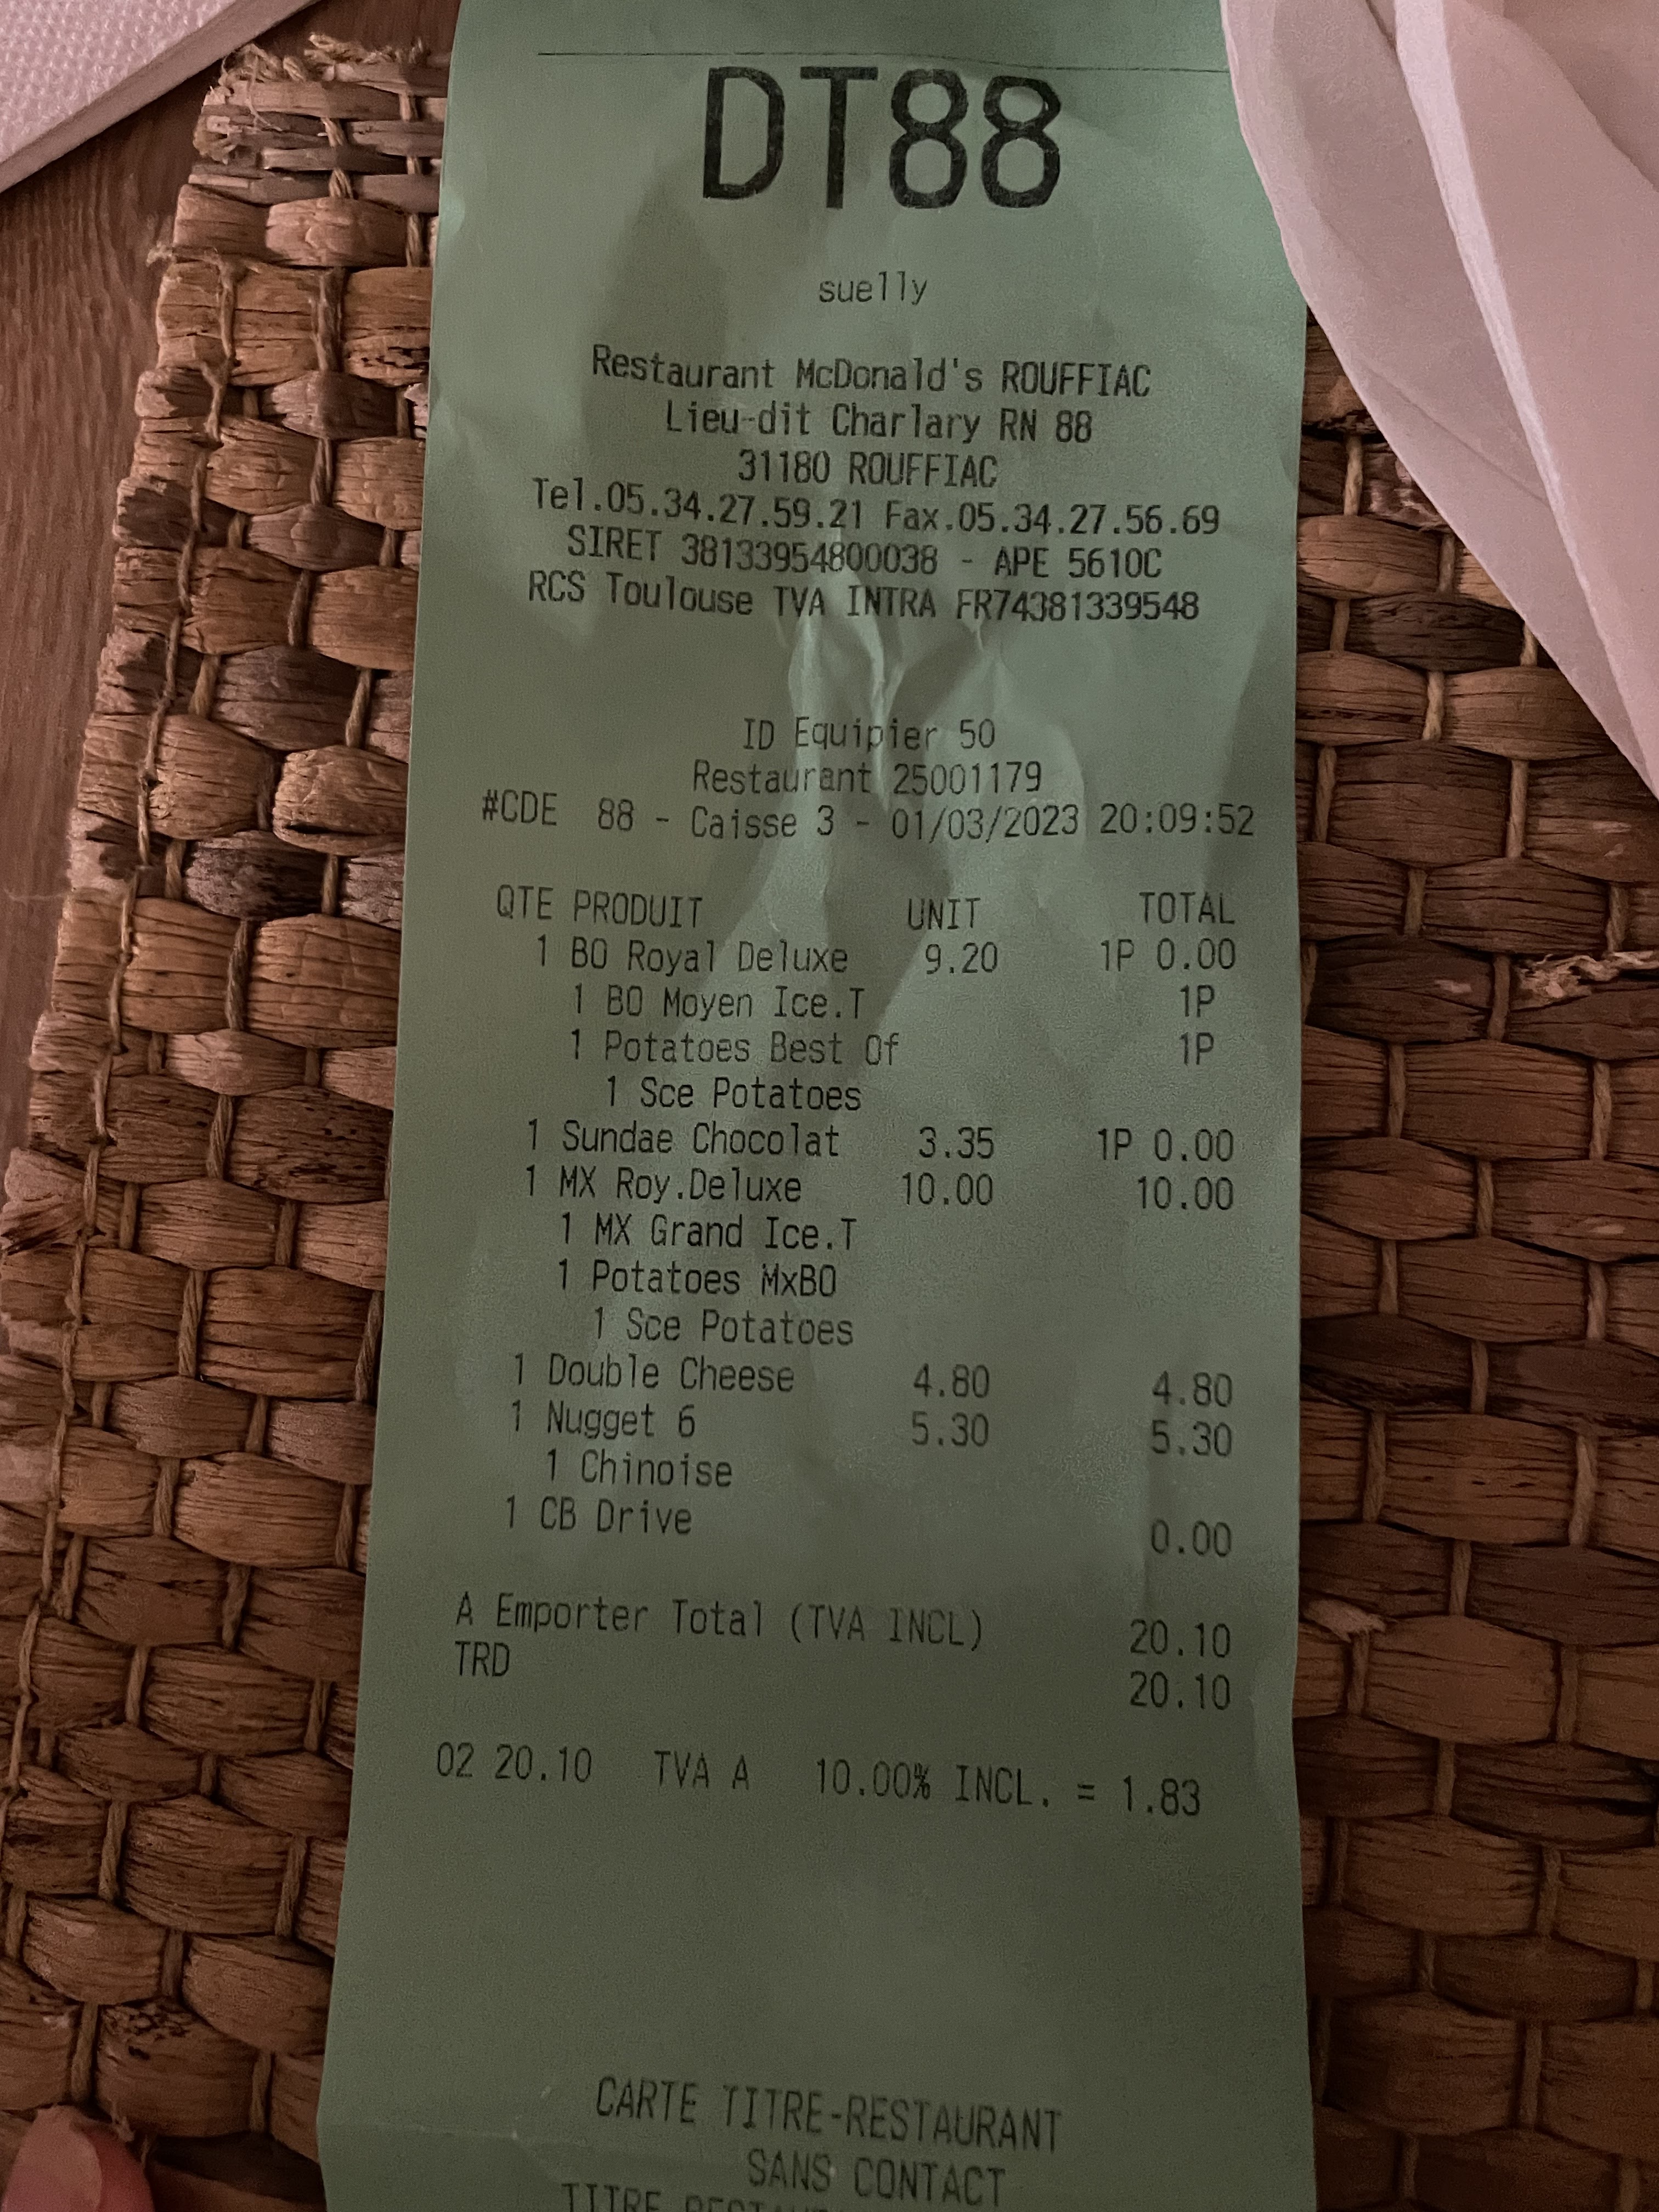 DT88
suelly
Restaurant McDonald's ROUFFIAC
Lieu-dit Charlary RN 88
31180 ROUFFIAC
Tel.05.34.27.59.21 Fax.05.34.27.56.69
SIRET 38133954800038 - APE 5610C
RCS Toulouse TVA INTRA FR74381339548
ID Equipier 50
Restaurant 25001179
#CDE 88 - Caisse 3 - 01/03/2023 20:09:52
QTE PRODUIT UNIT TOTAL
1 BO Royal Deluxe 9.20 1P 0.00
1 BO Moyen Ice.T 1P
1 Potatoes Best Of 1P
1 Sce Potatoes
1 Sundae Chocolat 3.35 1P 0.00
1 MX Roy.Deluxe 10.00 10.00
1 MX Grand Ice.T
1 Potatoes MxBO
1 Sce Potatoes
1 Double Cheese 4.80 4.80
1 Nugget 6 5.30 5.30
1 Chinoise
1 CB Drive 0.00
A Emporter Total (TVA INCL) 20.10
TRD 20.10
02 20.10 TVA A 10.00% INCL. = 1.83
CARTE TITRE-RESTAURANT
SANS CONTACT
TITRE